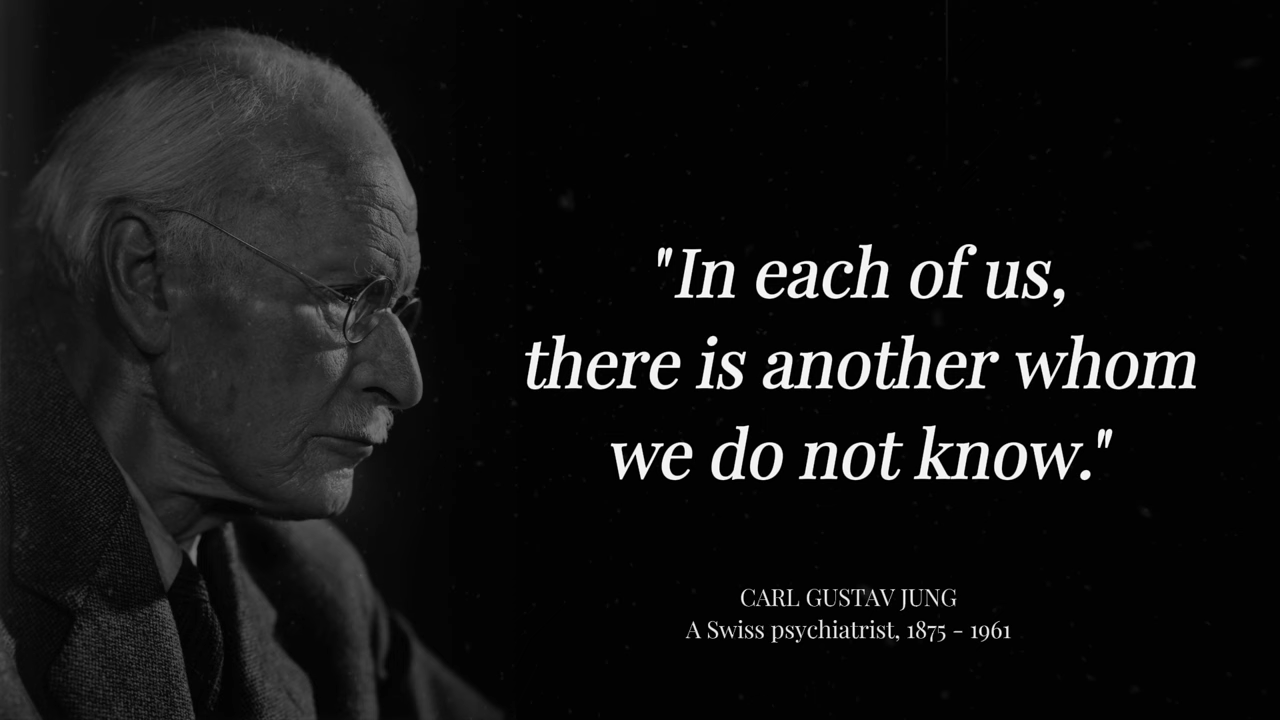 "In each of us,
there is another whom
we do not know."
CARL GUSTAV JUNG
A Swiss psychiatrist, 1875 - 1961